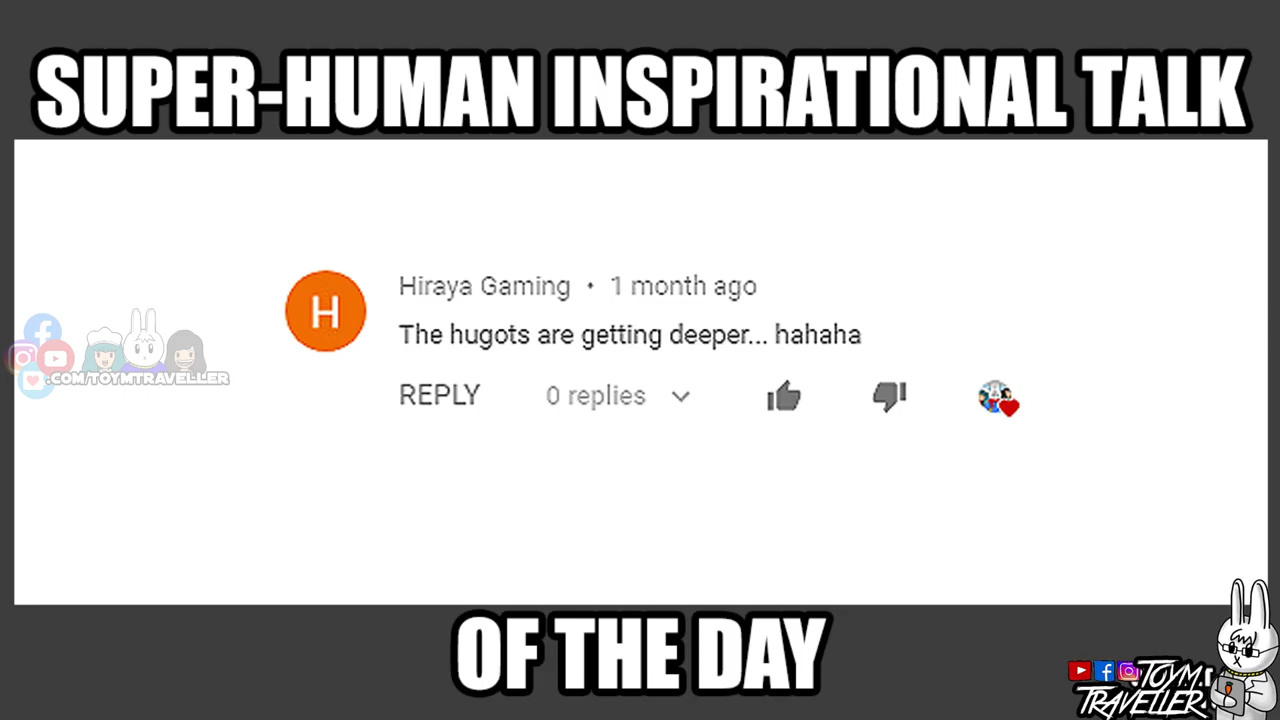 SUPER-HUMAN INSPIRATIONAL TALK
H
Hiraya Gaming • 1 month ago
The hugots are getting deeper... hahaha
REPLY 0 replies
.COM/TOYMTRAVELLER
OF THE DAY
TOYM
TRAVELLER